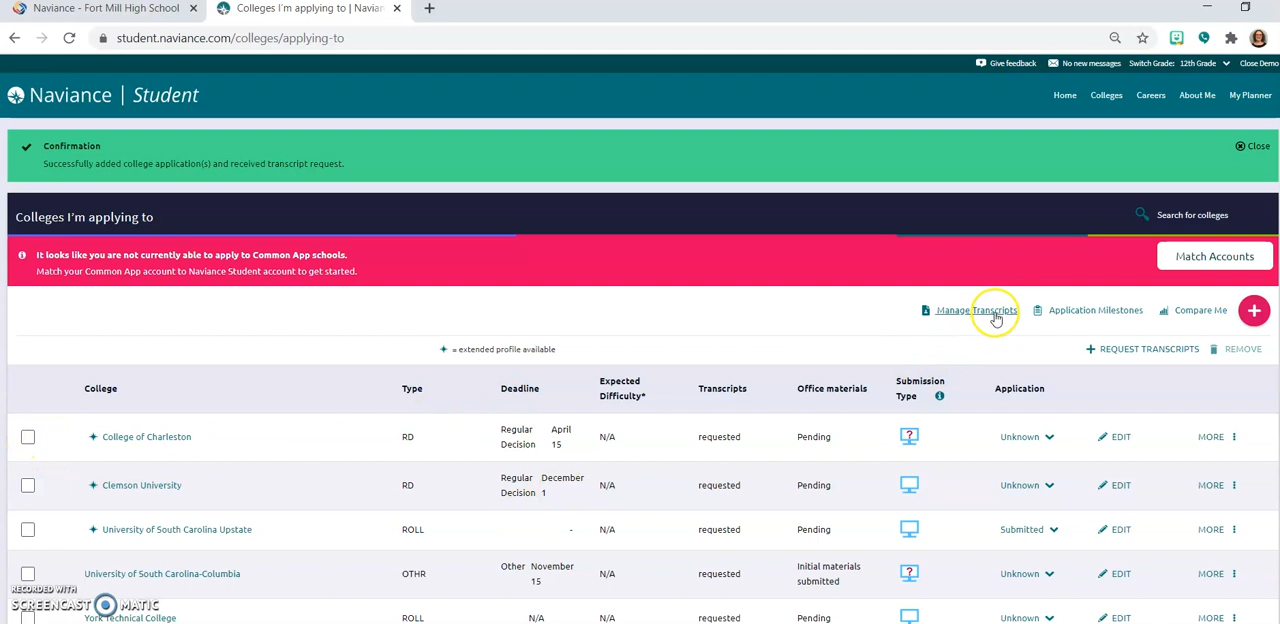 Naviance - Fort Mill High School
Colleges I'm applying to | Navian
student.naviance.com/colleges/applying-to
Give feedback No new messages Switch Grade: 12th Grade Close Demo
Naviance | Student
Home Colleges Careers About Me My Planner
Confirmation
Close
Successfully added college application(s) and received transcript request.
Colleges I'm applying to
Search for colleges
It looks like you are not currently able to apply to Common App schools.
Match your Common App account to Naviance Student account to get started.
Match Accounts
Manage Transcripts Application Milestones Compare Me
= extended profile available
REQUEST TRANSCRIPTS REMOVE
College Type Deadline Expected Difficulty* Transcripts Office materials Submission Type Application
College of Charleston RD Regular Decision April 15 N/A requested Pending ? Unknown EDIT MORE
Clemson University RD Regular Decision December 1 N/A requested Pending Unknown EDIT MORE
University of South Carolina Upstate ROLL - N/A requested Pending Submitted EDIT MORE
University of South Carolina-Columbia OTHR Other November 15 N/A requested Initial materials submitted ? Unknown EDIT MORE
York Technical College ROLL N/A N/A requested Pending Unknown EDIT MORE
RECORDED WITH
SCREENCAST MATIC